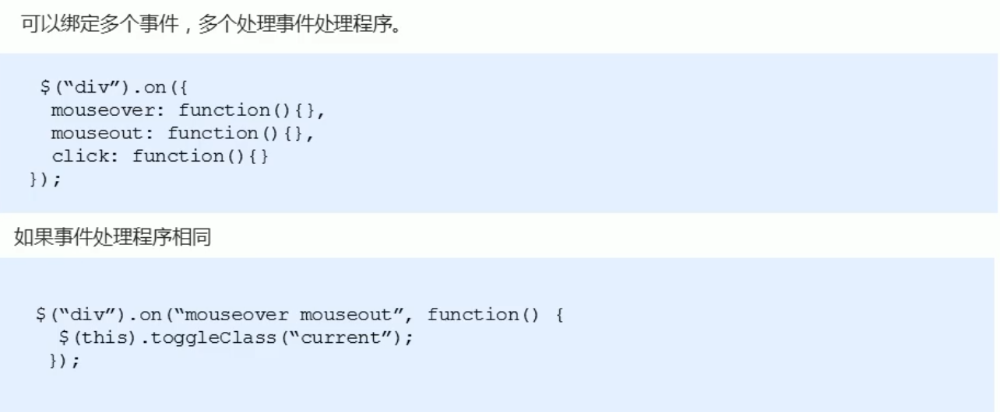 可以绑定多个事件，多个处理事件处理程序。
$(“div”).on({
mouseover: function(){},
mouseout: function(){},
click: function(){}
});
如果事件处理程序相同
$(“div”).on(“mouseover mouseout”, function() {
$(this).toggleClass(“current”);
});